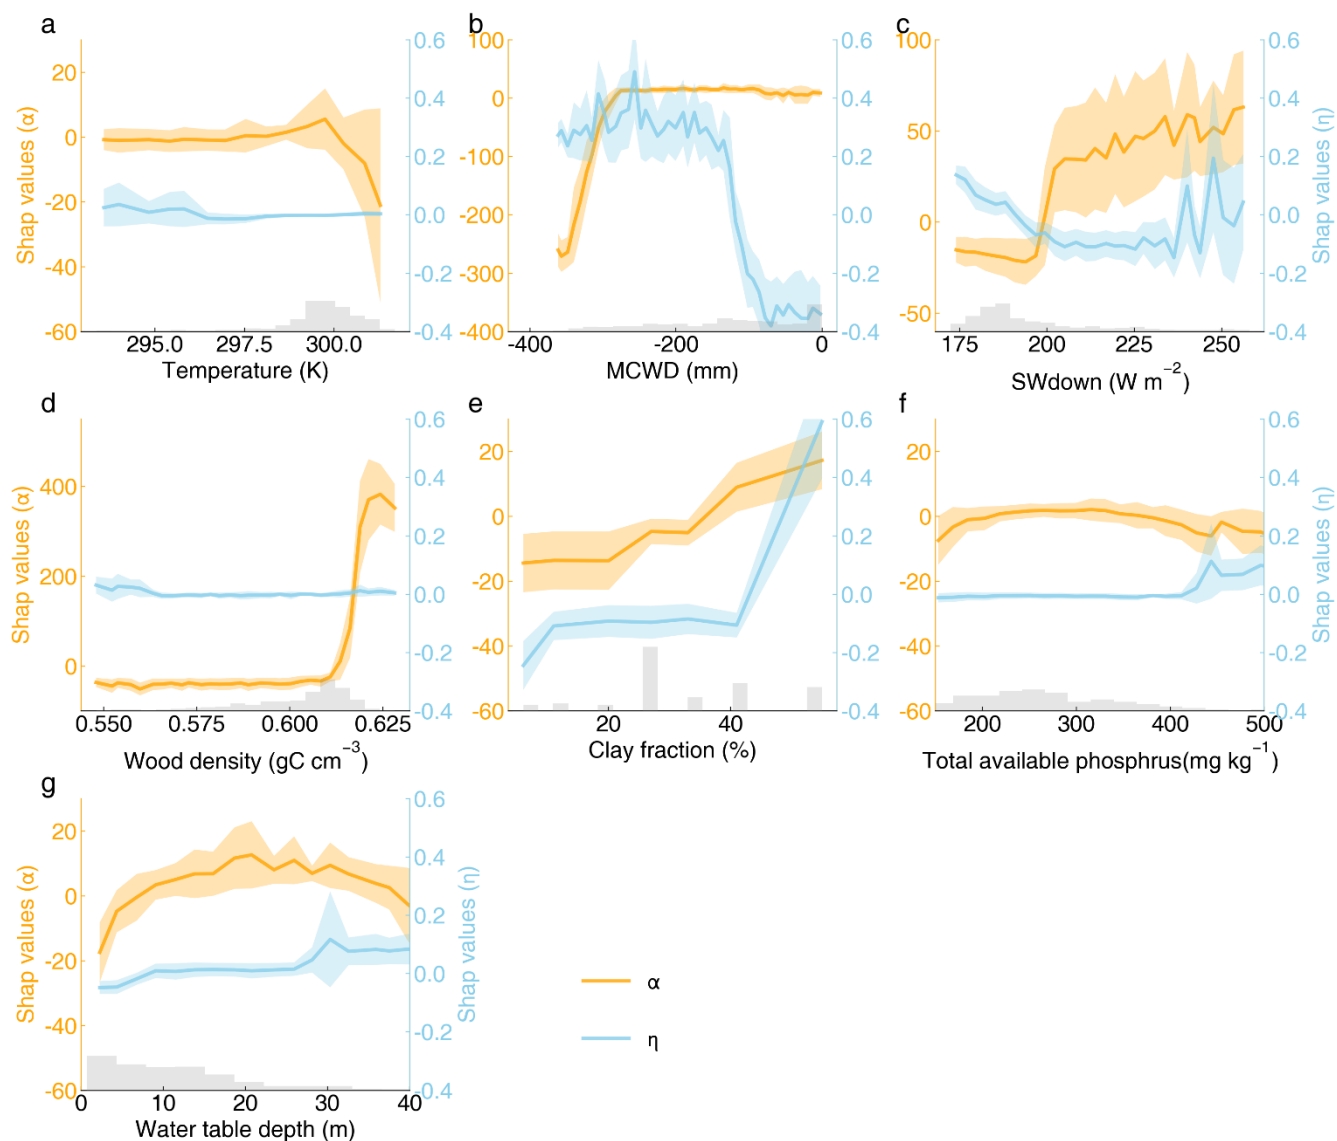 a
20
0
-20
-40
-60
Shap values (α)
0.6
0.4
0.2
0.0
-0.2
-0.4
295.0 297.5 300.0
Temperature (K)
b
100
0
-100
-200
-300
-400
0.6
0.4
0.2
0.0
-0.2
-0.4
-400 -200 0
MCWD (mm)
c
100
50
0
-50
0.6
0.4
0.2
0.0
-0.2
-0.4
Shap values (η)
175 200 225 250
SWdown (W m⁻²)
d
400
200
0
Shap values (α)
0.6
0.4
0.2
0.0
-0.2
-0.4
0.550 0.575 0.600 0.625
Wood density (gC cm⁻³)
e
20
0
-20
-40
-60
0.6
0.4
0.2
0.0
-0.2
-0.4
20 40
Clay fraction (%)
f
20
0
-20
-40
-60
0.6
0.4
0.2
0.0
-0.2
-0.4
Shap values (η)
200 300 400 500
Total available phosphrus(mg kg⁻¹)
g
20
0
-20
-40
-60
Shap values (α)
0.6
0.4
0.2
0.0
-0.2
-0.4
Shap values (η)
0 10 20 30 40
Water table depth (m)
α
η